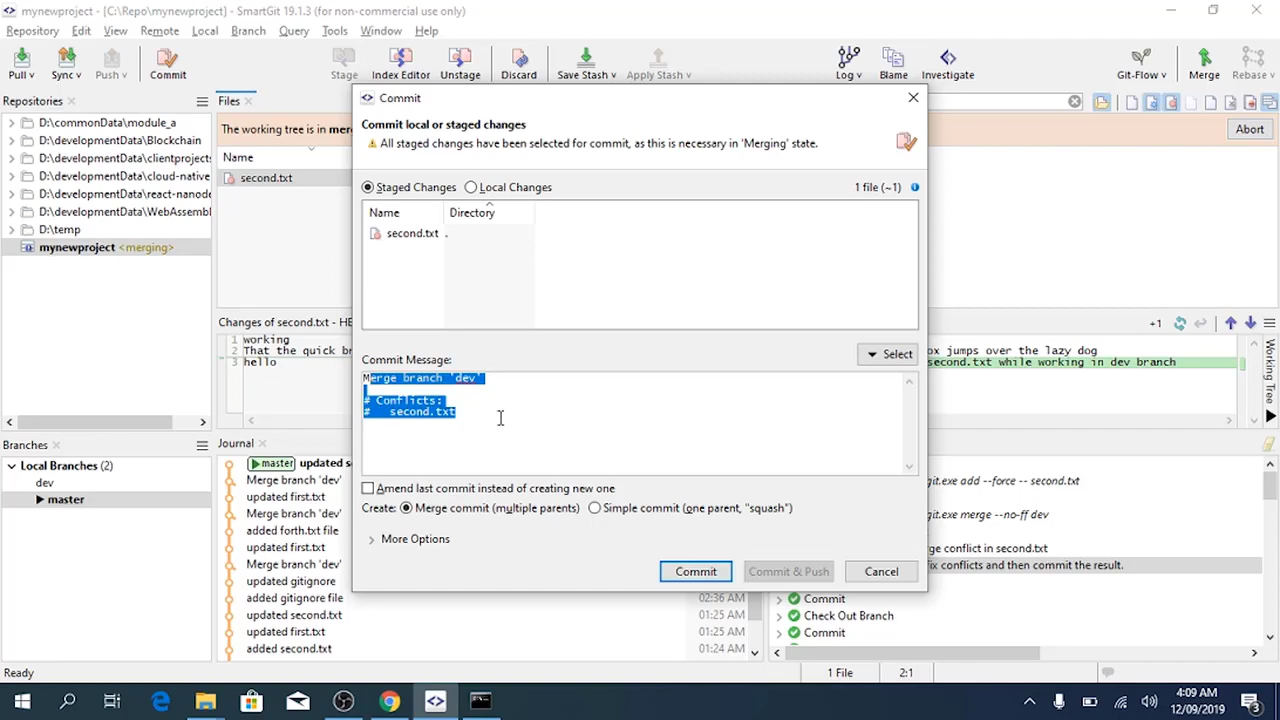 mynewproject - [C:\Repo\mynewproject] - SmartGit 19.1.3 (for non-commercial use only)
Repository Edit View Remote Local Branch Query Tools Window Help
Pull Sync Push Commit Stage Index Editor Unstage Discard Save Stash Apply Stash Log Blame Investigate Git-Flow Merge Rebase
Repositories
D:\commonData\module_a
D:\developmentData\Blockchain
D:\developmentData\clientprojects
D:\developmentData\cloud-native
D:\developmentData\react-nanode
D:\developmentData\WebAssembl
D:\temp
mynewproject <merging>
Files
The working tree is in mer
Abort
Name
second.txt
Commit
Commit local or staged changes
All staged changes have been selected for commit, as this is necessary in 'Merging' state.
Staged Changes Local Changes 1 file (~1)
Name Directory
second.txt .
Commit Message:
Select
Merge branch 'dev'
# Conflicts:
# second.txt
Amend last commit instead of creating new one
Create: Merge commit (multiple parents) Simple commit (one parent, "squash")
More Options
Commit Commit & Push Cancel
Changes of second.txt - HE
+1
1 working
2 That the quick br
3 hello
ox jumps over the lazy dog
second.txt while working in dev branch
Working Tree
Branches
Local Branches (2)
dev
master
Journal
master updated s
Merge branch 'dev'
updated first.txt
Merge branch 'dev'
added forth.txt file
updated first.txt
Merge branch 'dev'
updated gitignore
added gitignore file 02:36 AM
updated second.txt 01:25 AM
updated first.txt 01:25 AM
added second.txt 01:24 AM
git.exe add --force -- second.txt
git.exe merge --no-ff dev
ge conflict in second.txt
fix conflicts and then commit the result.
Commit
Check Out Branch
Commit
Ready 1 File 2:1
4:09 AM
12/09/2019
3